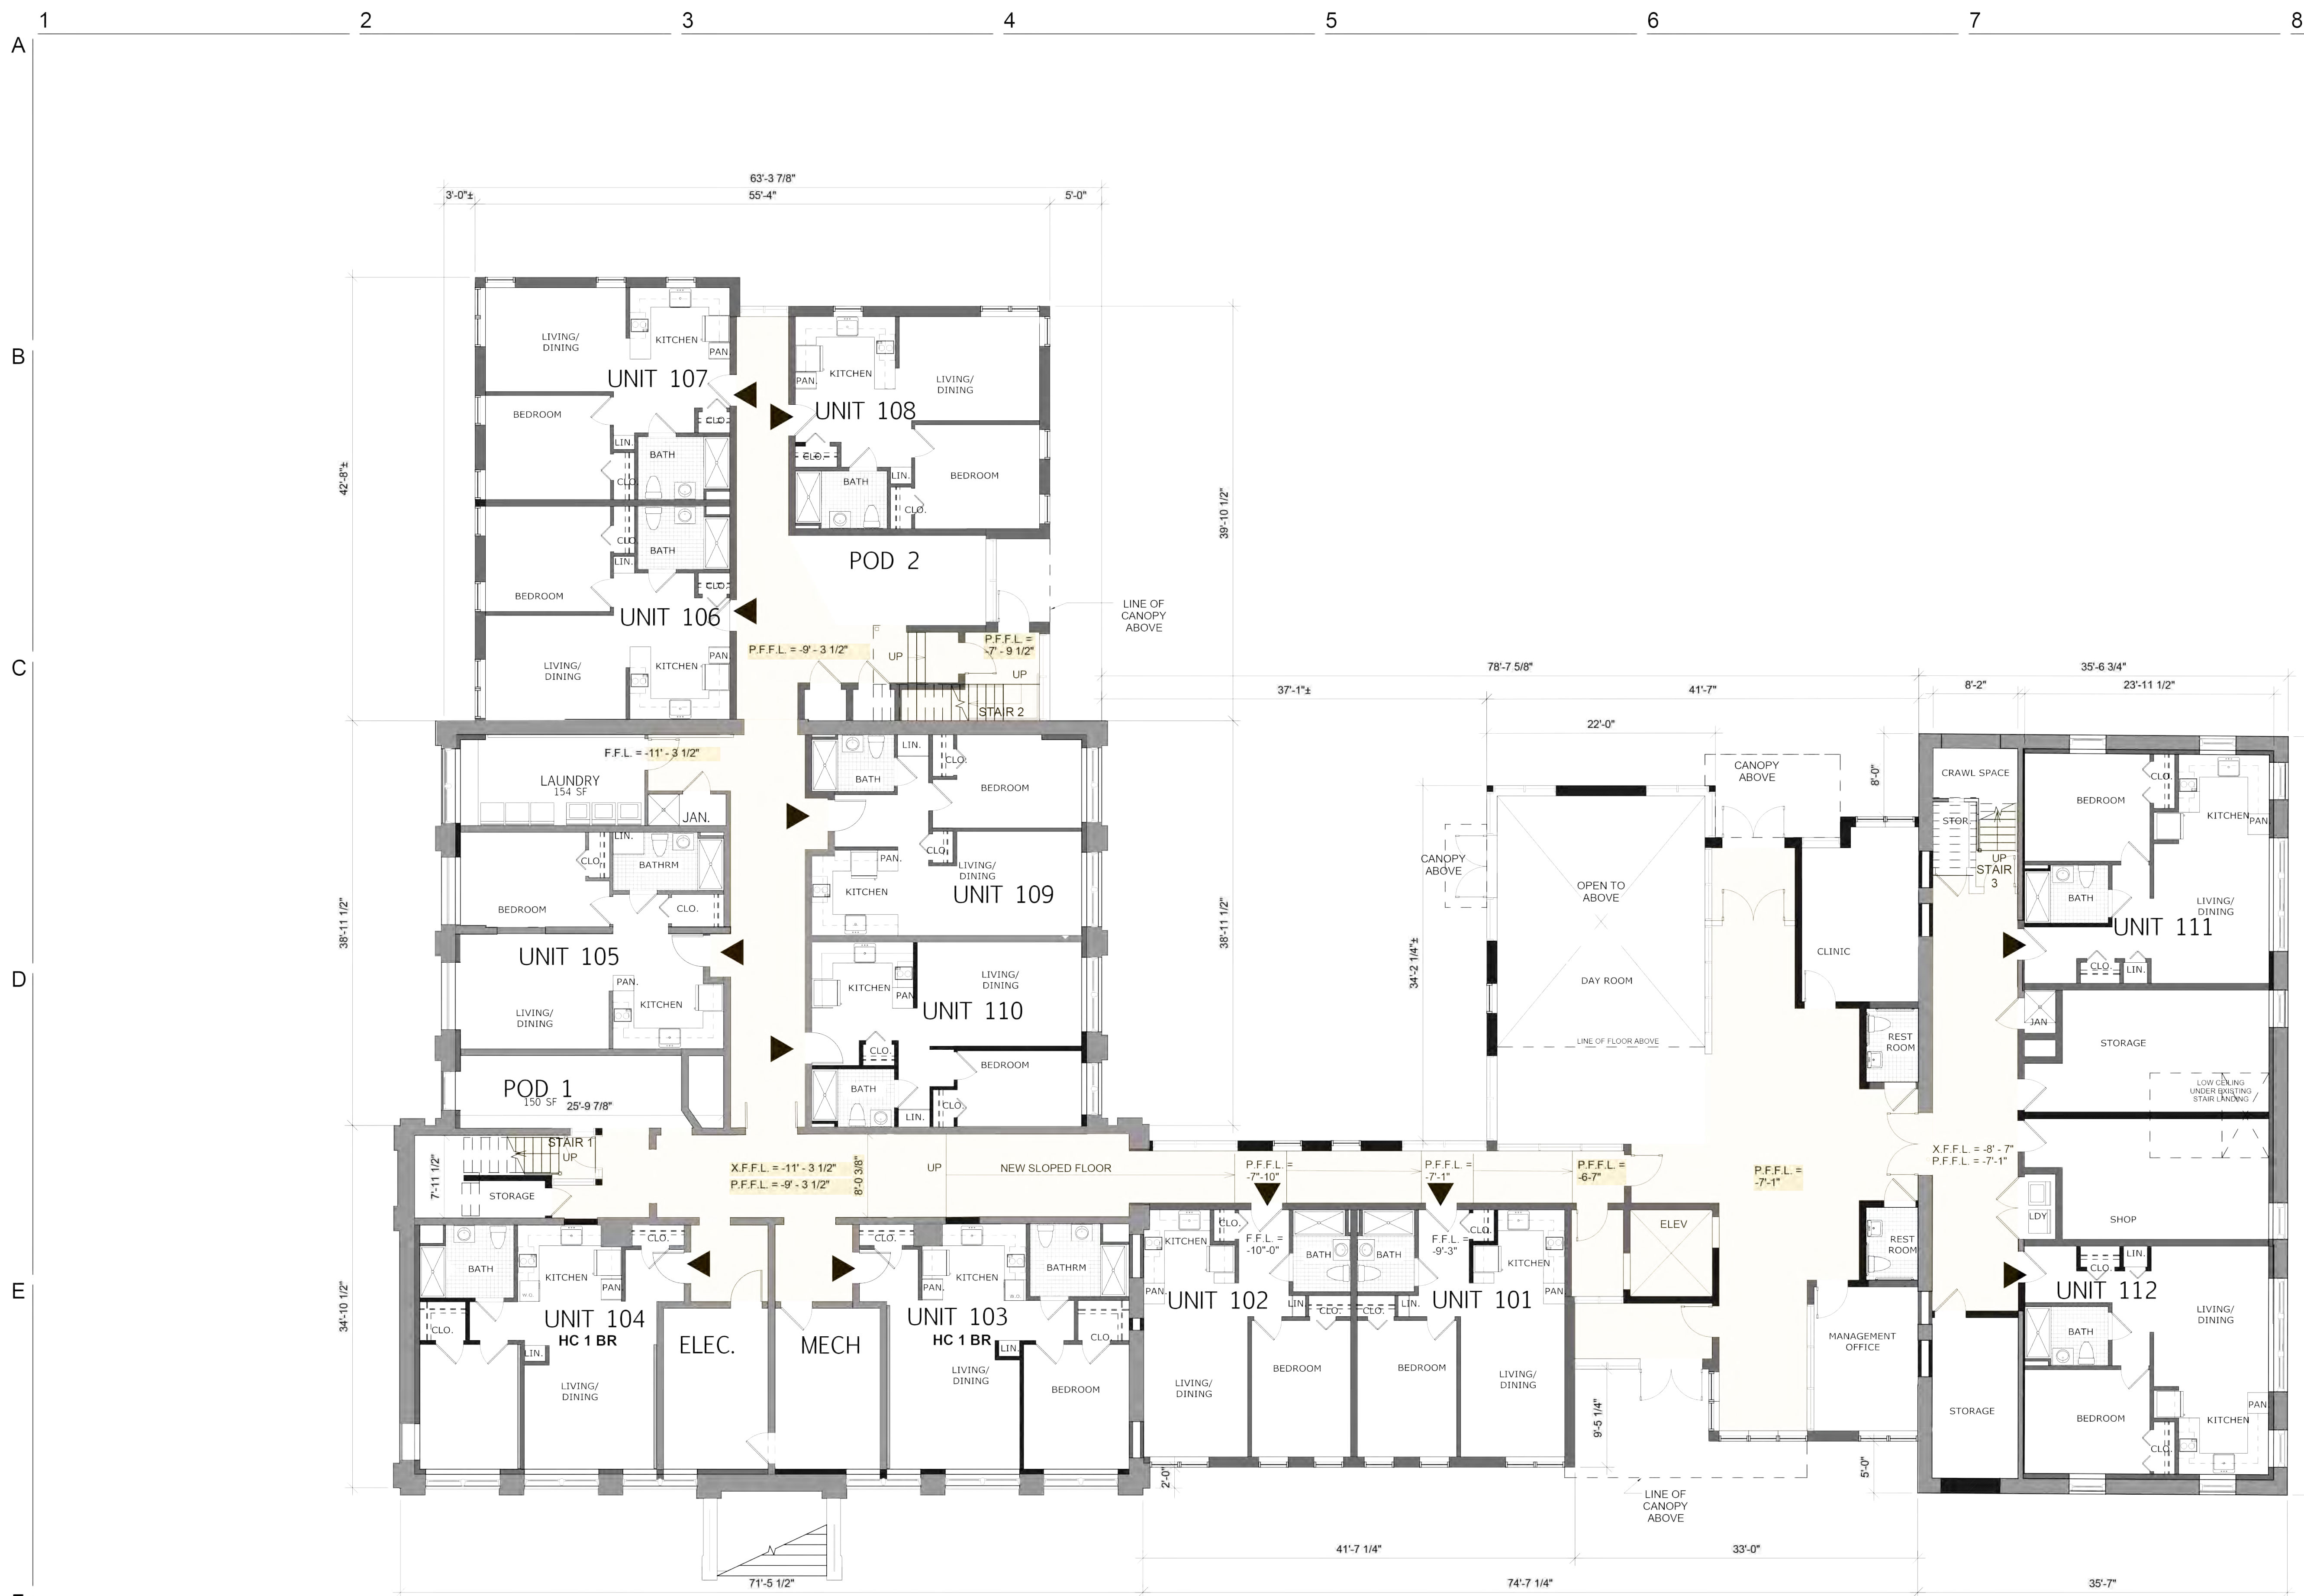 1 2 3 4 5 6 7 8
A
B
C
D
E
63'-3 7/8"
3'-0"± 55'-4" 5'-0"
42'-8"±
39'-10 1/2"
LIVING/
DINING
KITCHEN
PAN.
UNIT 107
BEDROOM
CLO.
LIN.
BATH
CLO.
KITCHEN
PAN.
LIVING/
DINING
UNIT 108
CLO.
BATH
LIN.
BEDROOM
CLO.
CLO.
BATH
LIN.
CLO.
BEDROOM
UNIT 106
LIVING/
DINING
KITCHEN
PAN.
POD 2
LINE OF
CANOPY
ABOVE
P.F.F.L. = -9' - 3 1/2"
P.F.F.L. =
-7' - 9 1/2"
UP
UP
STAIR 2
78'-7 5/8"
35'-6 3/4"
37'-1"±
41'-7"
8'-2"
23'-11 1/2"
22'-0"
8'-0"
F.F.L. = -11' - 3 1/2"
LAUNDRY
154 SF
JAN.
38'-11 1/2"
38'-11 1/2"
LIN.
CLO.
BATHRM
BEDROOM
CLO.
UNIT 105
PAN.
KITCHEN
LIVING/
DINING
POD 1
150 SF
25'-9 7/8"
LIN.
CLO.
BATH
BEDROOM
CLO.
PAN.
LIVING/
DINING
KITCHEN
UNIT 109
LIVING/
DINING
KITCHEN
PAN
UNIT 110
CLO.
BEDROOM
BATH
LIN.
CLO.
CANOPY
ABOVE
CANOPY
ABOVE
34'-2 1/4"±
OPEN TO
ABOVE
DAY ROOM
LINE OF FLOOR ABOVE
CLINIC
REST
ROOM
CRAWL SPACE
STOR.
UP
STAIR
3
BEDROOM
CLO.
KITCHEN
PAN.
BATH
LIVING/
DINING
UNIT 111
CLO.
LIN.
JAN
STORAGE
LOW CEILING
UNDER EXISTING
STAIR LANDING
STAIR 1
UP
STORAGE
7'-11 1/2"
X.F.F.L. = -11' - 3 1/2"
P.F.F.L. = -9' - 3 1/2"
8'-0 3/8"
UP
NEW SLOPED FLOOR
P.F.F.L. =
-7"-10"
P.F.F.L. =
-7'-1"
P.F.F.L. =
-6-7"
P.F.F.L. =
-7'-1"
X.F.F.L. = -8' - 7"
P.F.F.L. = -7'-1"
34'-10 1/2"
BATH
CLO.
KITCHEN
W.O.
PAN.
CLO.
UNIT 104
HC 1 BR
LIN.
LIVING/
DINING
ELEC.
MECH
CLO.
KITCHEN
W.O.
PAN.
BATHRM
UNIT 103
HC 1 BR
CLO.
LIN.
LIVING/
DINING
BEDROOM
KITCHEN
CLO.
F.F.L. =
-10"-0"
PAN.
BATH
UNIT 102
LIN.
CLO.
BEDROOM
LIVING/
DINING
BATH
F.F.L. =
-9'-3"
CLO.
KITCHEN
PAN.
UNIT 101
CLO.
LIN.
BEDROOM
LIVING/
DINING
ELEV
REST
ROOM
MANAGEMENT
OFFICE
LDY
SHOP
UNIT 112
CLO.
LIN.
LIVING/
DINING
BATH
BEDROOM
PAN.
KITCHEN
CLO.
STORAGE
9'-5 1/4"
2'-0"
5'-0"
LINE OF
CANOPY
ABOVE
41'-7 1/4"
33'-0"
71'-5 1/2"
74'-7 1/4"
35'-7"